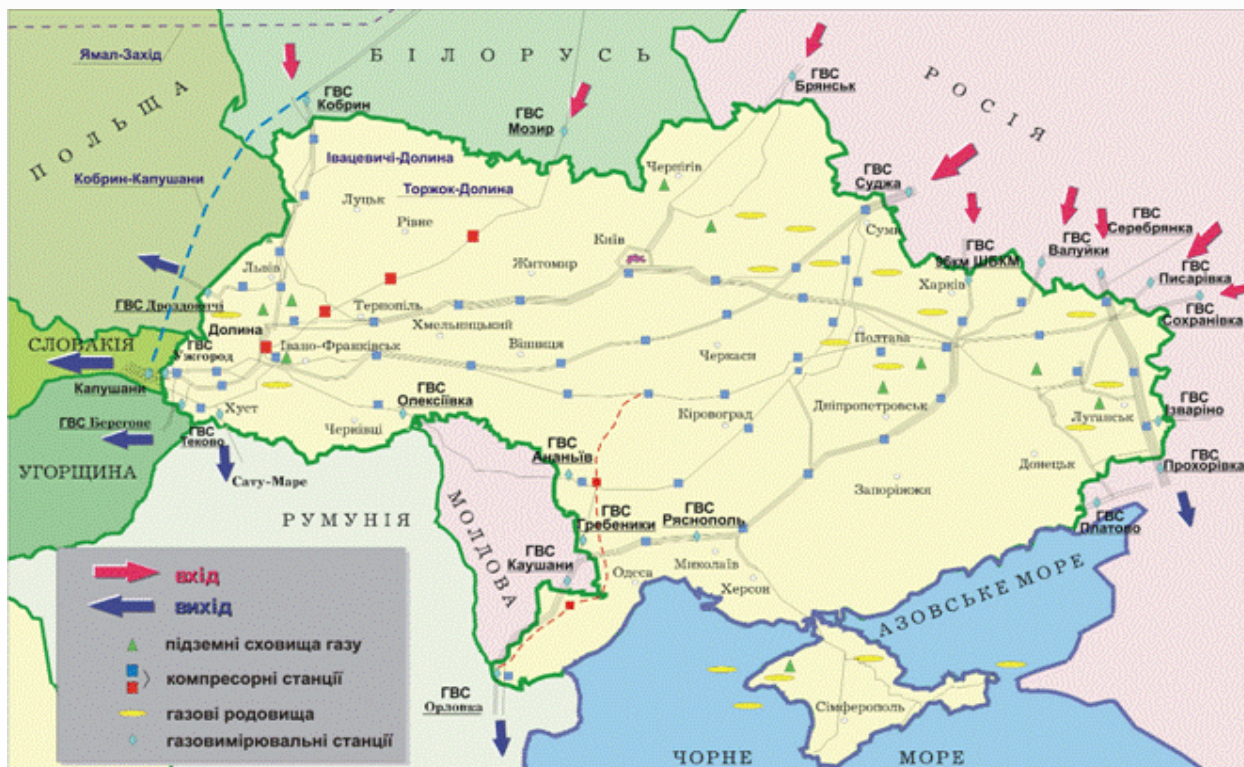 Ямал-Захід
БІЛОРУСЬ
ПОЛЬЩА
РОСІЯ
ГВС
Кобрин
ГВС
Мозир
ГВС
Брянськ
Івацевичі-Долина
Кобрин-Капушани
Торжок-Долина
Чернігів
ГВС
Суджа
Луцьк
Рівне
Київ
Суми
ГВС
Серебрянка
ГВС
Валуйки
ГВС
96км ШБКМ
ГВС
Писарівка
ГВС
Сохранівка
Львів
Житомир
Харків
ГВС Дроздовичі
Тернопіль
Долина
Хмельницький
Полтава
СЛОВАКІЯ
ГВС
Ужгород
Івано-Франківськ
Вінниця
Черкаси
Капушани
Хуст
ГВС
Олексіївка
Кіровоград
Дніпропетровськ
Луганськ
ГВС
Ізваріно
ГВС Берегове
ГВС
Теково
Чернівці
УГОРЩИНА
Сату-Маре
ГВС
Ананьїв
Донецьк
ГВС
Прохорівка
Запоріжжя
РУМУНІЯ
МОЛДОВА
ГВС
Требеники
ГВС
Ряснополь
ГВС
Платово
ГВС
Каушани
Одеса
Миколаїв
Херсон
АЗОВСЬКЕ МОРЕ
вхід
вихід
підземні сховища газу
компресорні станції
газові родовища
газовимірювальні станції
ГВС
Орловка
Сімферополь
ЧОРНЕ МОРЕ